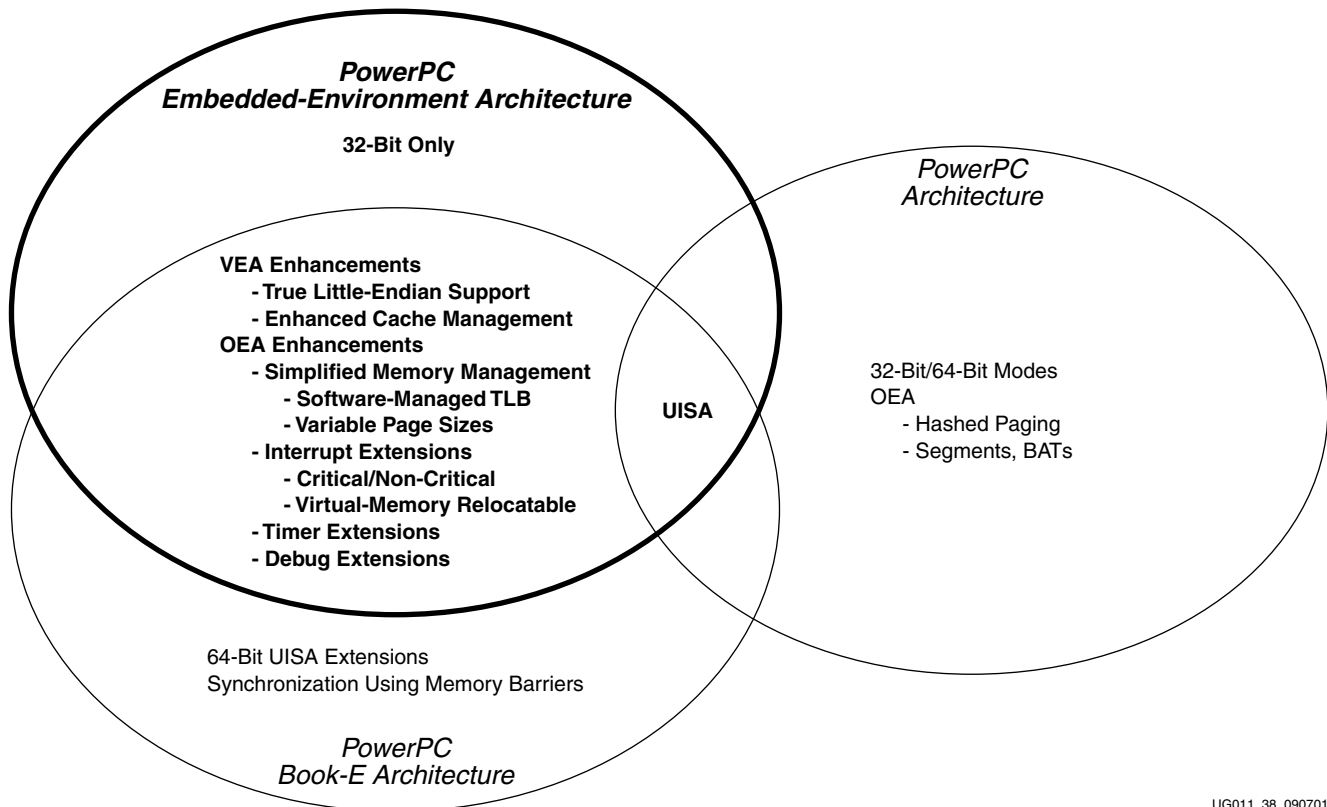 PowerPC
Embedded-Environment Architecture
32-Bit Only
PowerPC
Architecture
VEA Enhancements
- True Little-Endian Support
- Enhanced Cache Management
OEA Enhancements
- Simplified Memory Management
- Software-Managed TLB
- Variable Page Sizes
- Interrupt Extensions
- Critical/Non-Critical
- Virtual-Memory Relocatable
- Timer Extensions
- Debug Extensions
UISA
32-Bit/64-Bit Modes
OEA
- Hashed Paging
- Segments, BATs
64-Bit UISA Extensions
Synchronization Using Memory Barriers
PowerPC
Book-E Architecture
UG011_38_090701